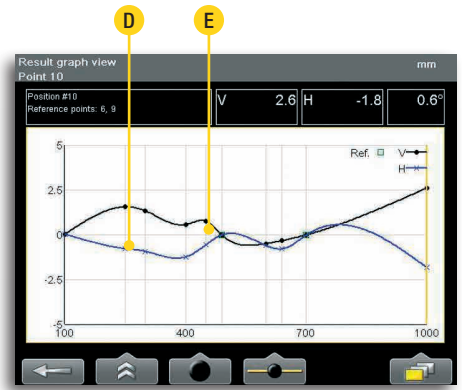 D E
Result graph view mm
Point 10
Position #10
Reference points: 6, 9
V 2.6 H -1.8 0.6°
5 Ref. V
H
2.5
0
-2.5
-5
100 400 700 1000